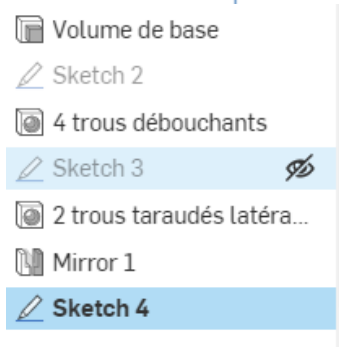 Volume de base
Sketch 2
4 trous débouchants
Sketch 3
2 trous taraudés latéra...
Mirror 1
Sketch 4